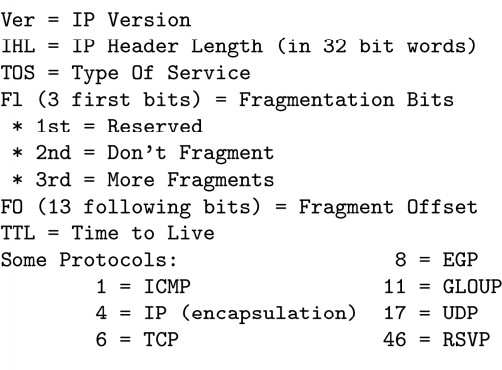 Ver = IP Version
IHL = IP Header Length (in 32 bit words)
TOS = Type Of Service
Fl (3 first bits) = Fragmentation Bits
* 1st = Reserved
* 2nd = Don't Fragment
* 3rd = More Fragments
FO (13 following bits) = Fragment Offset
TTL = Time to Live
Some Protocols: 8 = EGP
1 = ICMP 11 = GLOUP
4 = IP (encapsulation) 17 = UDP
6 = TCP 46 = RSVP